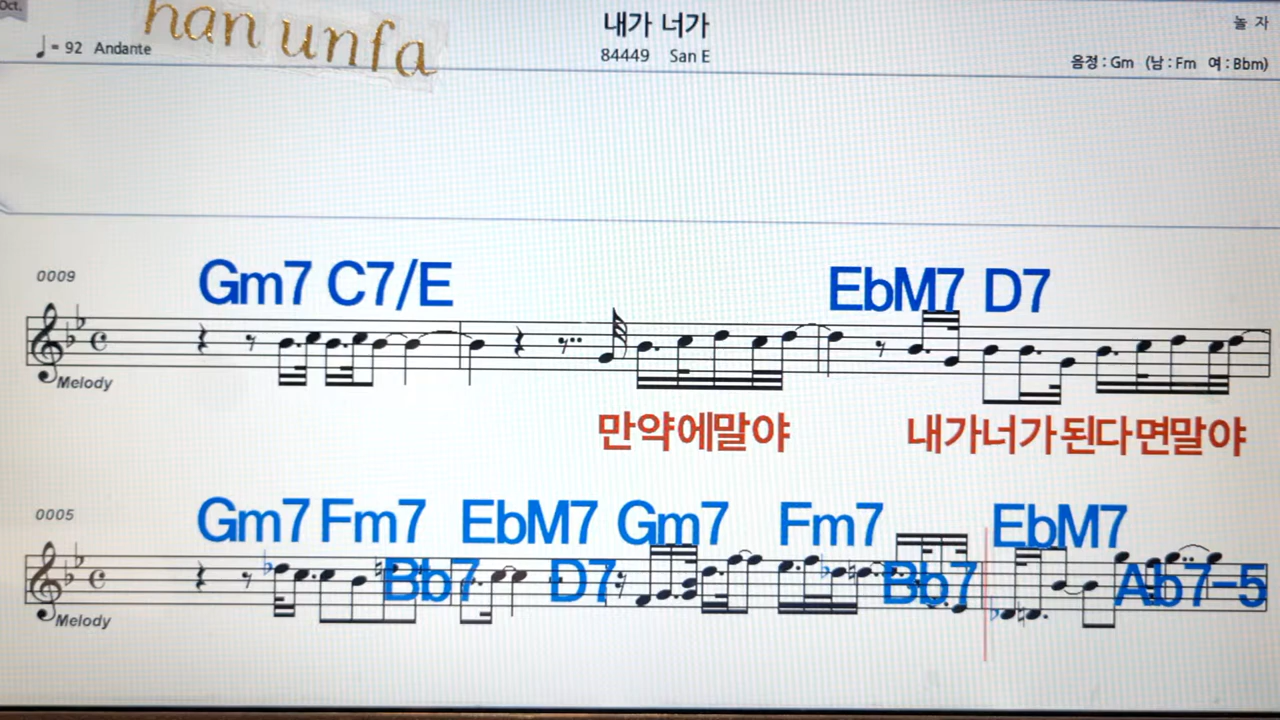 Oct.
han unfa
내가 너가
놀 자
♩= 92 Andante
84449 San E
음정 : Gm (남 : Fm 여 : Bbm)
0009
Gm7 C7/E EbM7 D7
Melody
만약에말야 내가너가된다면말야
0005
Gm7 Fm7 EbM7 Gm7 Fm7 EbM7
Bb7 D7 Bb7 Ab7-5
Melody